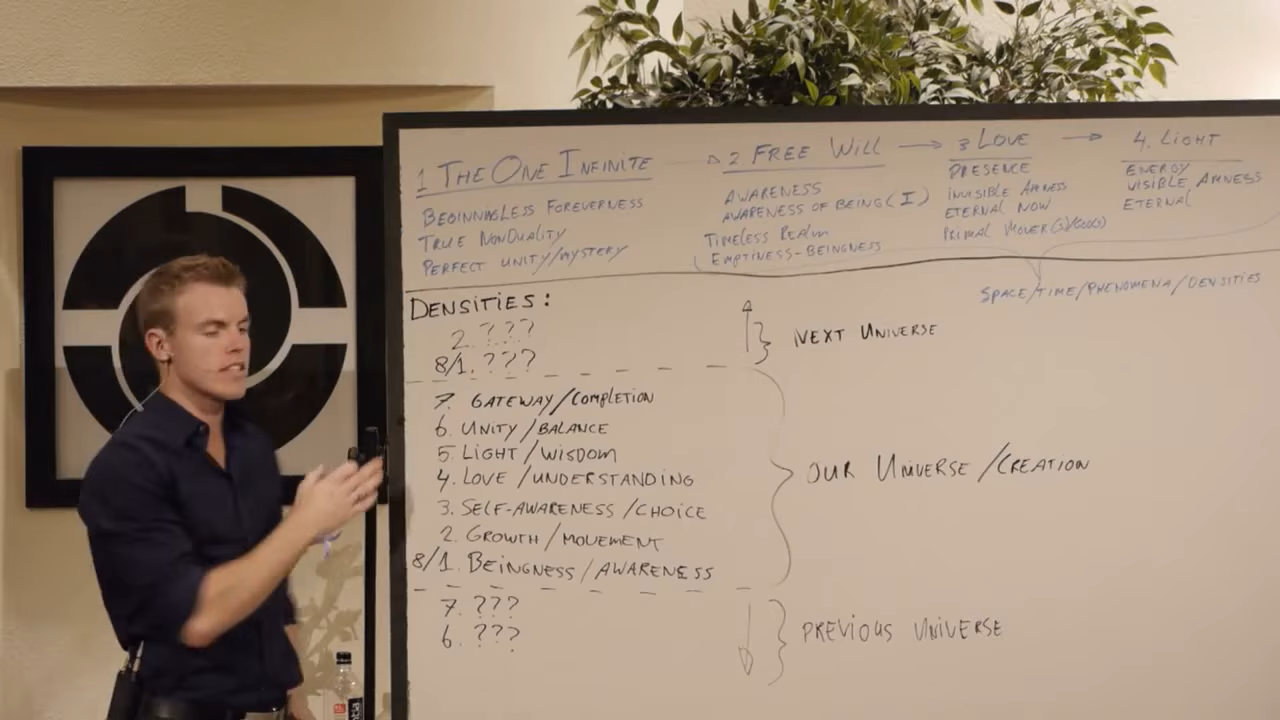 1 THE ONE INFINITE
BEGINNINGLESS FOREVERNESS
TRUE NONDUALITY
PERFECT UNITY/MYSTERY
2. FREE WILL
AWARENESS
AWARENESS OF BEING (I)
TIMELESS REALM
EMPTINESS-BEINGNESS
3 LOVE
PRESENCE
INVISIBLE AMNESS
ETERNAL NOW
PRIMAL MOVER(S)/GOD(S)
4. LIGHT
ENERGY
VISIBLE AMNESS
ETERNAL
SPACE/TIME/PHENOMENA/DENSITIES
DENSITIES:
2. ???
8/1. ???
NEXT UNIVERSE
7. GATEWAY/COMPLETION
6. UNITY/BALANCE
5. LIGHT/WISDOM
4. LOVE/UNDERSTANDING
3. SELF-AWARENESS/CHOICE
2. GROWTH/MOVEMENT
8/1. BEINGNESS/AWARENESS
OUR UNIVERSE/CREATION
7. ???
6. ???
PREVIOUS UNIVERSE